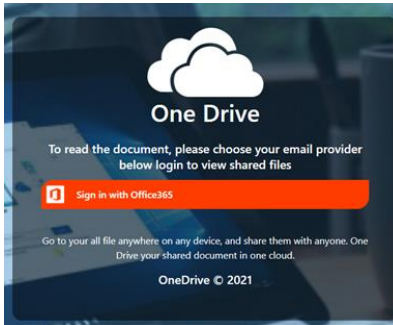 One Drive
To read the document, please choose your email provider
below login to view shared files
Sign in with Office365
Go to your all file anywhere on any device, and share them with anyone. One
Drive your shared document in one cloud.
OneDrive © 2021